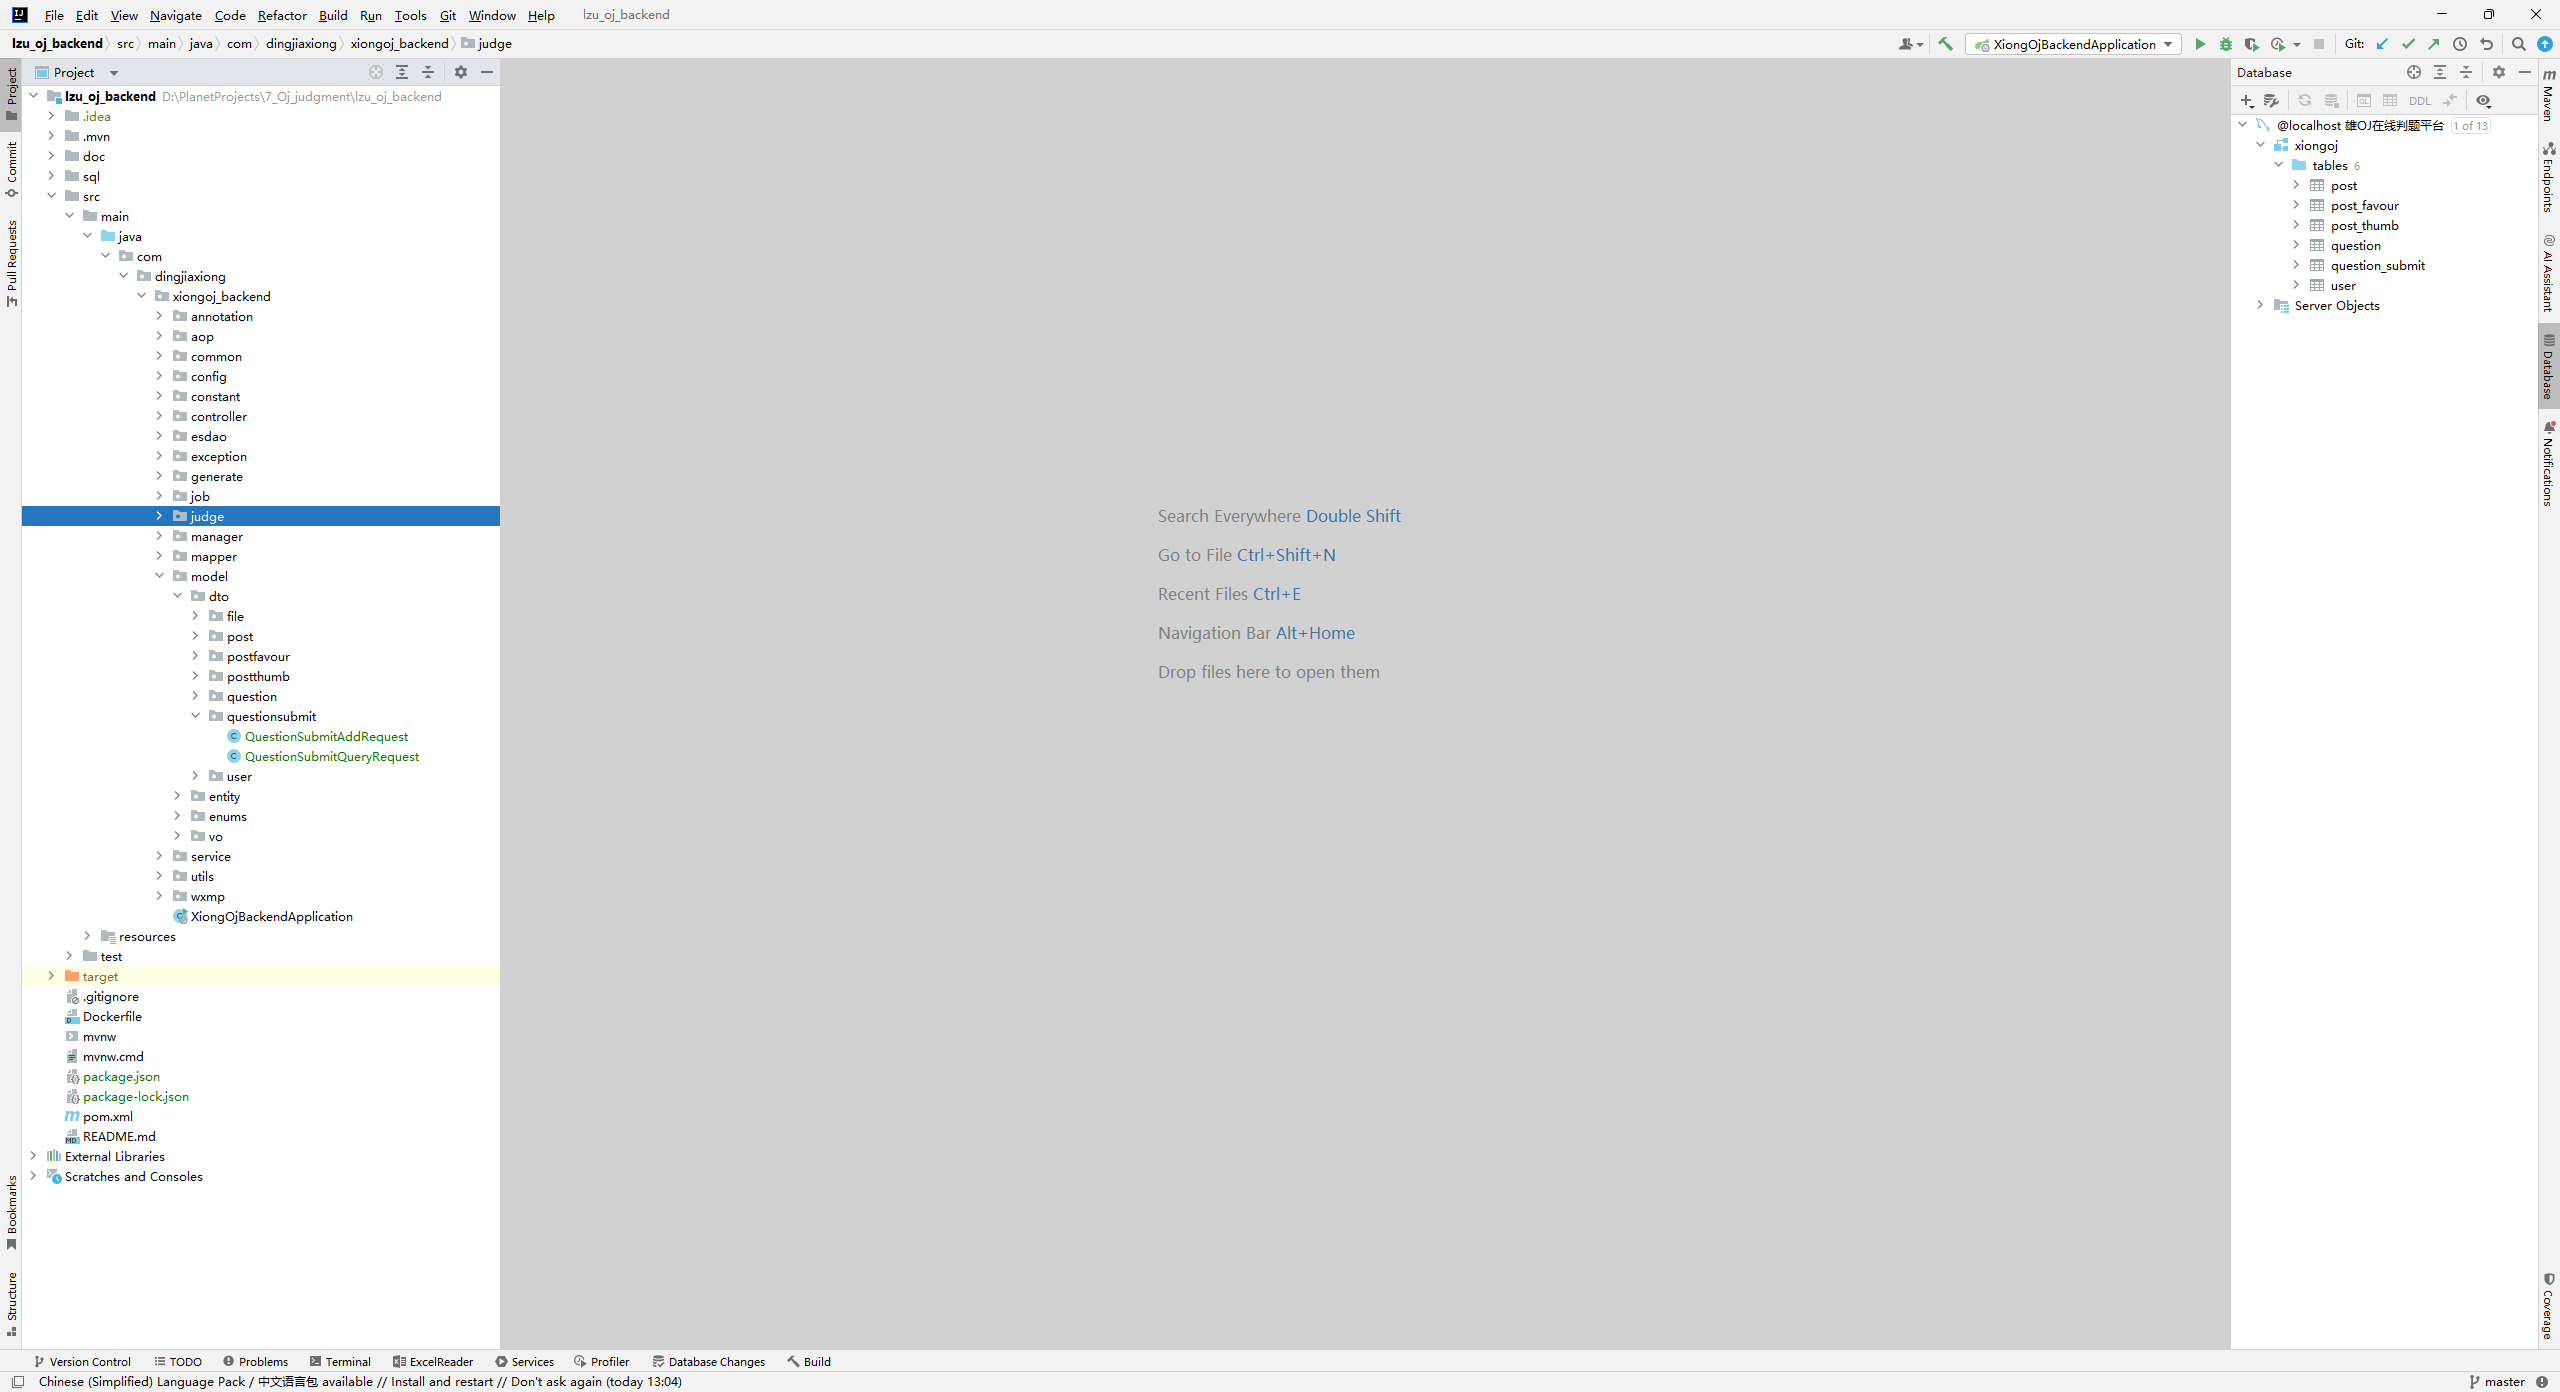 File Edit View Navigate Code Refactor Build Run Tools Git Window Help lzu_oj_backend
lzu_oj_backend src main java com dingjiaxiong xiongoj_backend judge
XiongOjBackendApplication Git:
Project
Commit
Pull Requests
Bookmarks
Structure
Project
lzu_oj_backend D:\PlanetProjects\7_Oj_judgment\lzu_oj_backend
.idea
.mvn
doc
sql
src
main
java
com
dingjiaxiong
xiongoj_backend
annotation
aop
common
config
constant
controller
esdao
exception
generate
job
judge
manager
mapper
model
dto
file
post
postfavour
postthumb
question
questionsubmit
QuestionSubmitAddRequest
QuestionSubmitQueryRequest
user
entity
enums
vo
service
utils
wxmp
XiongOjBackendApplication
resources
test
target
.gitignore
Dockerfile
mvnw
mvnw.cmd
package.json
package-lock.json
pom.xml
README.md
External Libraries
Scratches and Consoles
Search Everywhere Double Shift
Go to File Ctrl+Shift+N
Recent Files Ctrl+E
Navigation Bar Alt+Home
Drop files here to open them
Database
DDL
@localhost 雄OJ在线判题平台 1 of 13
xiongoj
tables 6
post
post_favour
post_thumb
question
question_submit
user
Server Objects
Maven
Endpoints
AI Assistant
Database
Notifications
Coverage
Version Control TODO Problems Terminal ExcelReader Services Profiler Database Changes Build
Chinese (Simplified) Language Pack / 中文语言包 available // Install and restart // Don't ask again (today 13:04) master